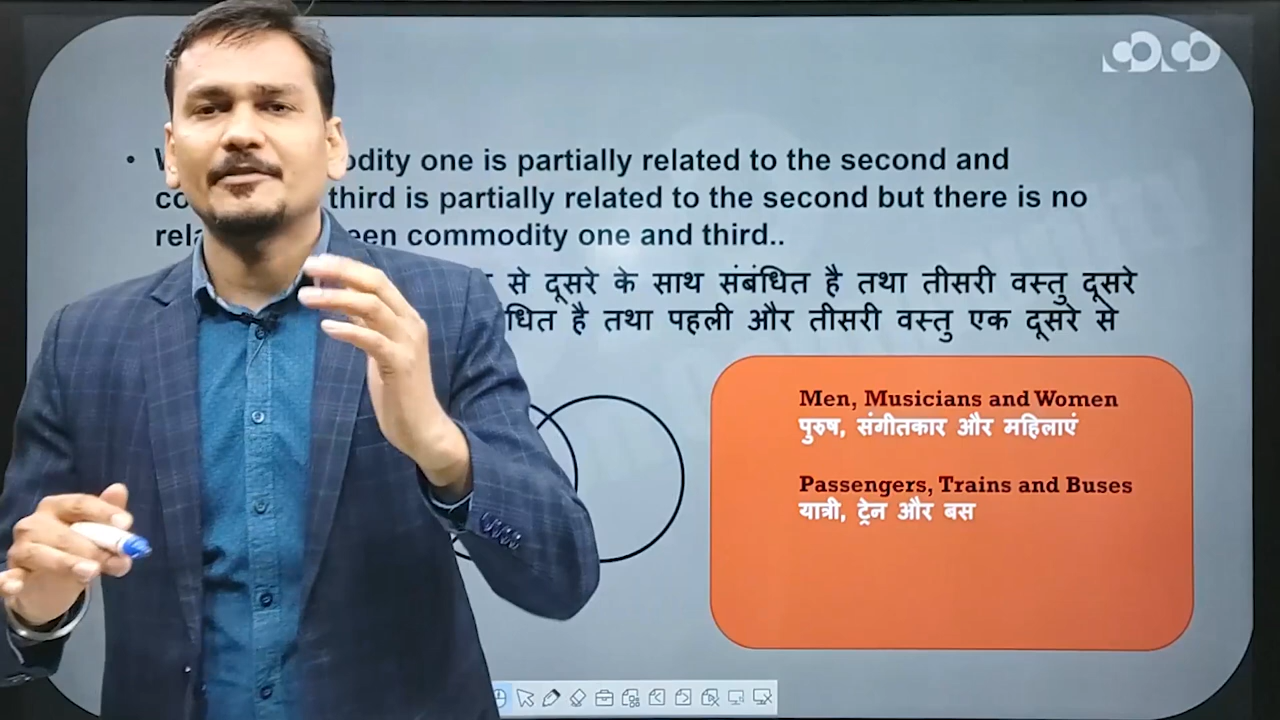 odity one is partially related to the second and
third is partially related to the second but there is no
een commodity one and third..
से दूसरे के साथ संबंधित है तथा तीसरी वस्तु दूसरे
है तथा पहली और तीसरी वस्तु एक दूसरे से
Men, Musicians and Women
पुरुष, संगीतकार और महिलाएं
Passengers, Trains and Buses
यात्री, ट्रेन और बस